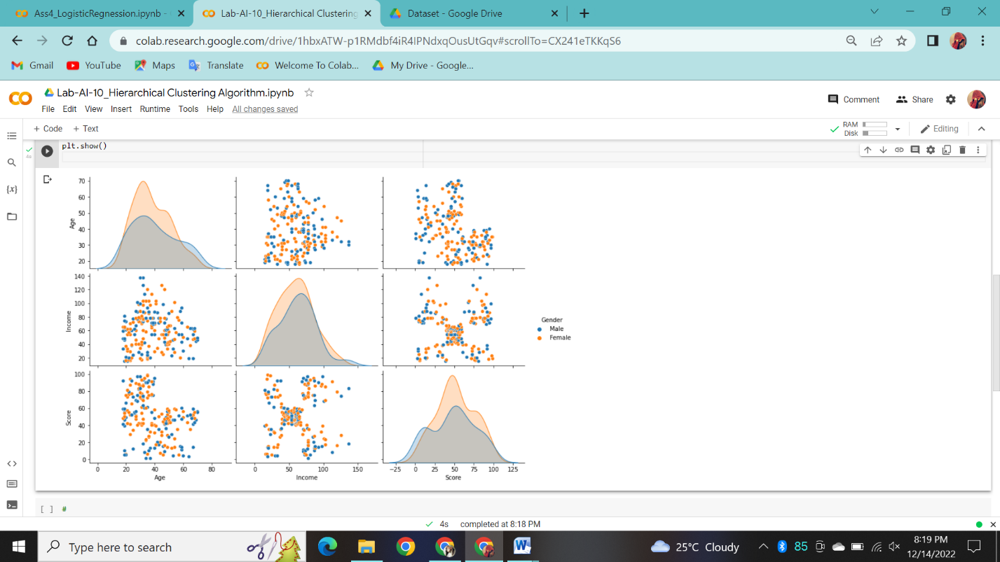 Ass4_LogisticRegnession.ipynb -
Lab-AI-10_Hierarchical Clustering
Dataset - Google Drive
colab.research.google.com/drive/1hbxATW-p1RMdbf4iR4IPNdxqOusUtGqv#scrollTo=CX241eTKKqS6
Gmail
YouTube
Maps
Translate
Welcome To Colab...
My Drive - Google...
Lab-AI-10_Hierarchical Clustering Algorithm.ipynb
Comment
Share
File Edit View Insert Runtime Tools Help All changes saved
+ Code + Text
RAM
Disk
Editing
4s
plt.show()
70
60
50
40
30
20
Age
140
120
100
80
60
40
20
Income
Gender
Male
Female
100
80
60
40
20
0
Score
0 20 40 60 80
Age
0 50 100 150
Income
−25 0 25 50 75 100 125
Score
[ ] #
4s completed at 8:18 PM
Type here to search
85
25°C Cloudy
8:19 PM
12/14/2022